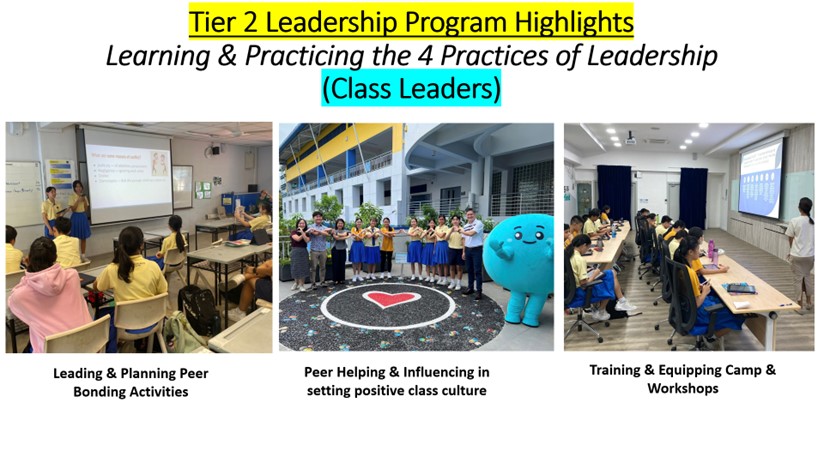 Tier 2 Leadership Program Highlights
Learning & Practicing the 4 Practices of Leadership
(Class Leaders)
Leading & Planning Peer
Bonding Activities
Peer Helping & Influencing in
setting positive class culture
Training & Equipping Camp &
Workshops